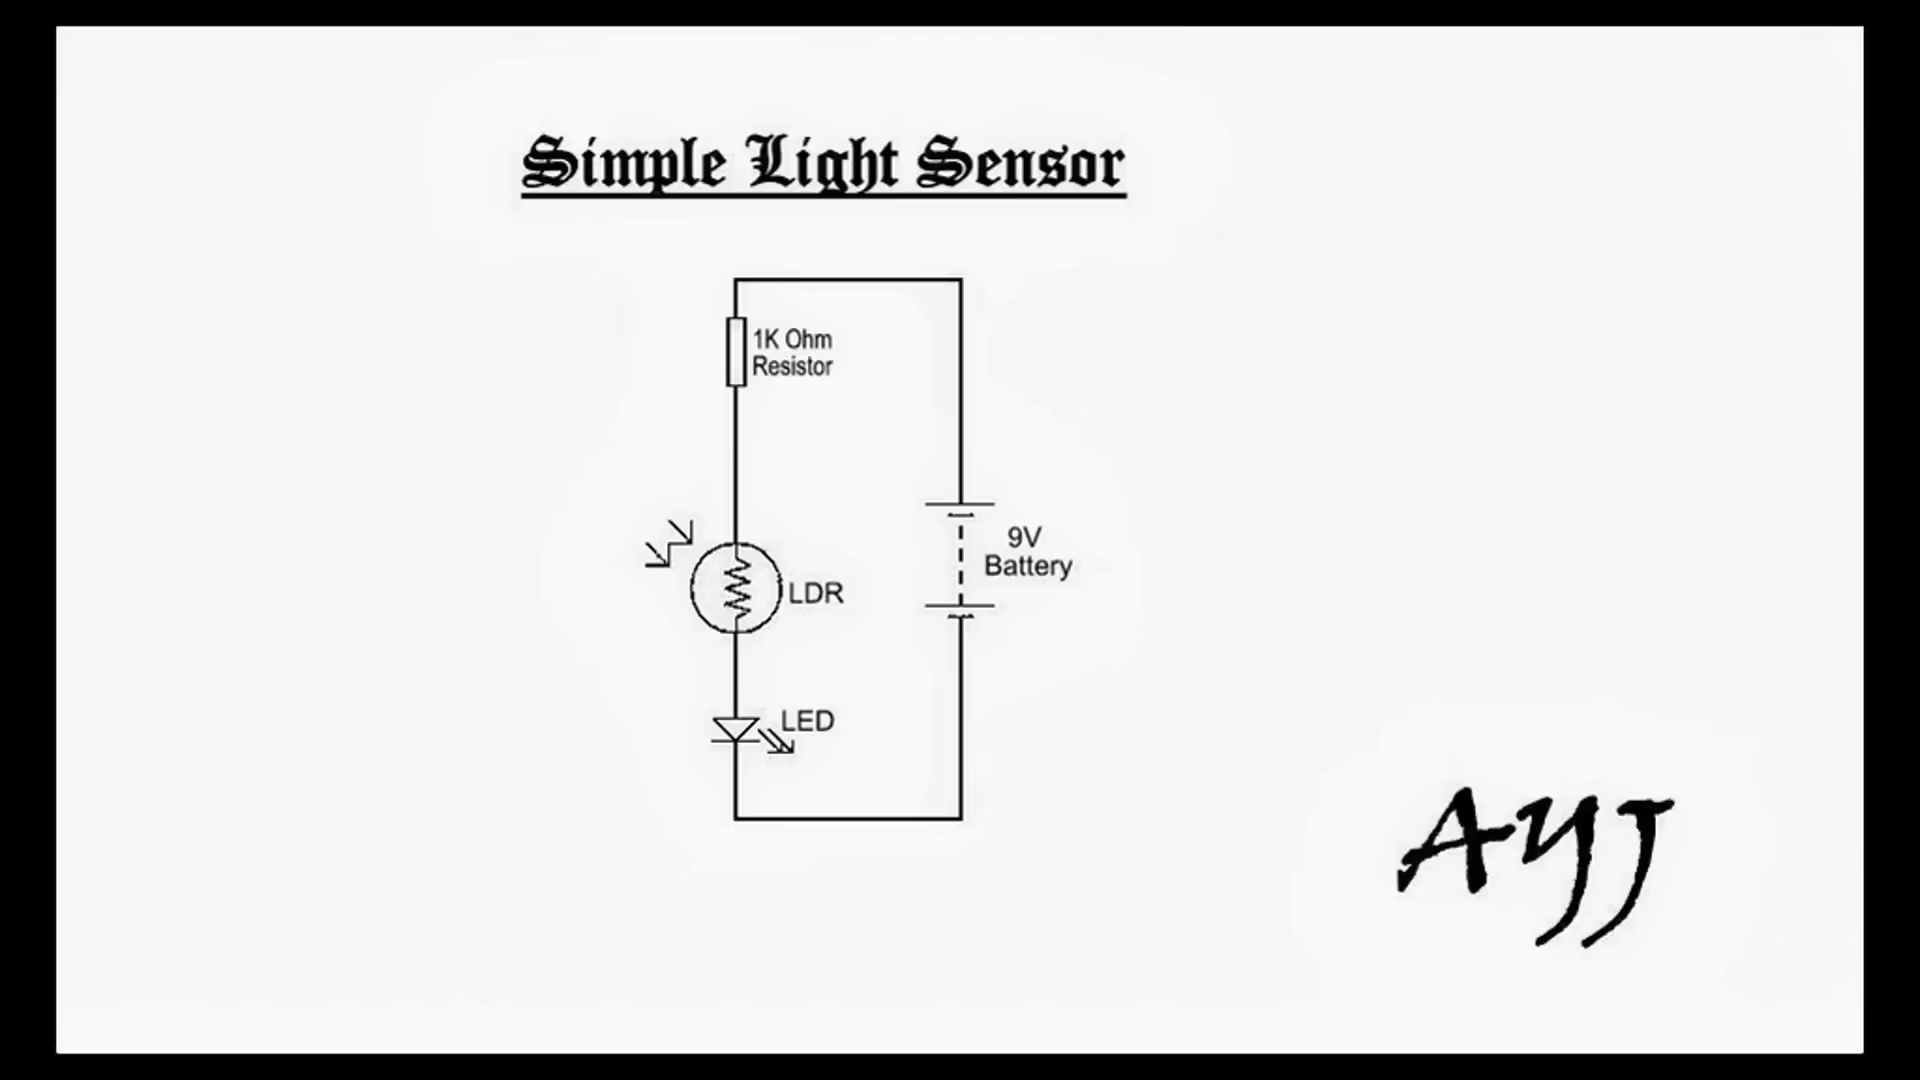 Simple Light Sensor
1K Ohm
Resistor
9V
Battery
LDR
LED
AYJ